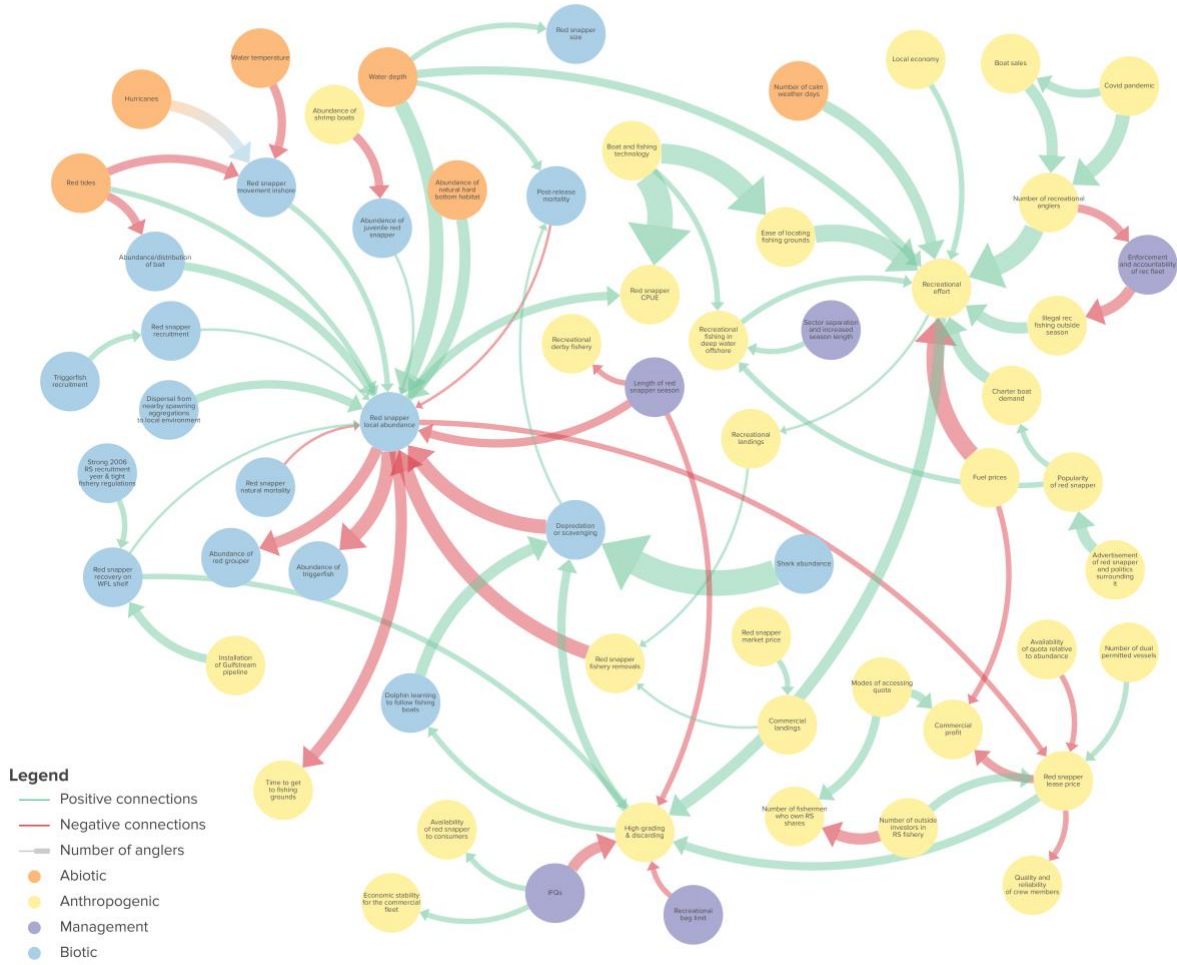 Red snapper
size
Water temperature
Water depth
Local economy
Boat sales
Covid pandemic
Hurricanes
Number of calm
weather days
Abundance of
shrimp boats
Boat and fishing
technology
Red tides
Red snapper
movement inshore
Abundance of
natural hard
bottom habitat
Post-release
mortality
Number of recreational
anglers
Abundance of
juvenile red
snapper
Ease of locating
fishing grounds
Enforcement
and accountability
of rec fleet
Abundance/distribution
of bait
Red snapper
CPUE
Recreational
effort
Illegal rec
fishing outside
season
Red snapper
recruitment
Recreational
derby fishery
Recreational
fishing in
deep water
offshore
Sector separation
and increased
season length
Triggerfish
recruitment
Length of red
snapper season
Charter boat
demand
Dispersal from
nearby spawning
aggregations
to local environment
Red snapper
local abundance
Recreational
landings
Strong 2006
RS recruitment
year & tight
fishery regulations
Red snapper
natural mortality
Fuel prices
Popularity
of red snapper
Depredation
or scavenging
Abundance of
red grouper
Abundance of
triggerfish
Red snapper
recovery on
WFL shelf
Shark abundance
Advertisement
of red snapper
and politics
surrounding
it
Red snapper
market price
Availability
of quota relative
to abundance
Number of dual
permitted vessels
Installation
of Gulfstream
pipeline
Red snapper
fishery removals
Modes of accessing
quota
Dolphin learning
to follow fishing
boats
Commercial
landings
Commercial
profit
Time to get
to fishing
grounds
Red snapper
lease price
Availability
of red snapper
to consumers
High-grading
& discarding
Number of fishermen
who own RS
shares
Number of outside
investors in
RS fishery
Economic stability
for the commercial
fleet
IFQs
Recreational
bag limit
Quality and
reliability
of crew members
Legend
Positive connections
Negative connections
Number of anglers
Abiotic
Anthropogenic
Management
Biotic